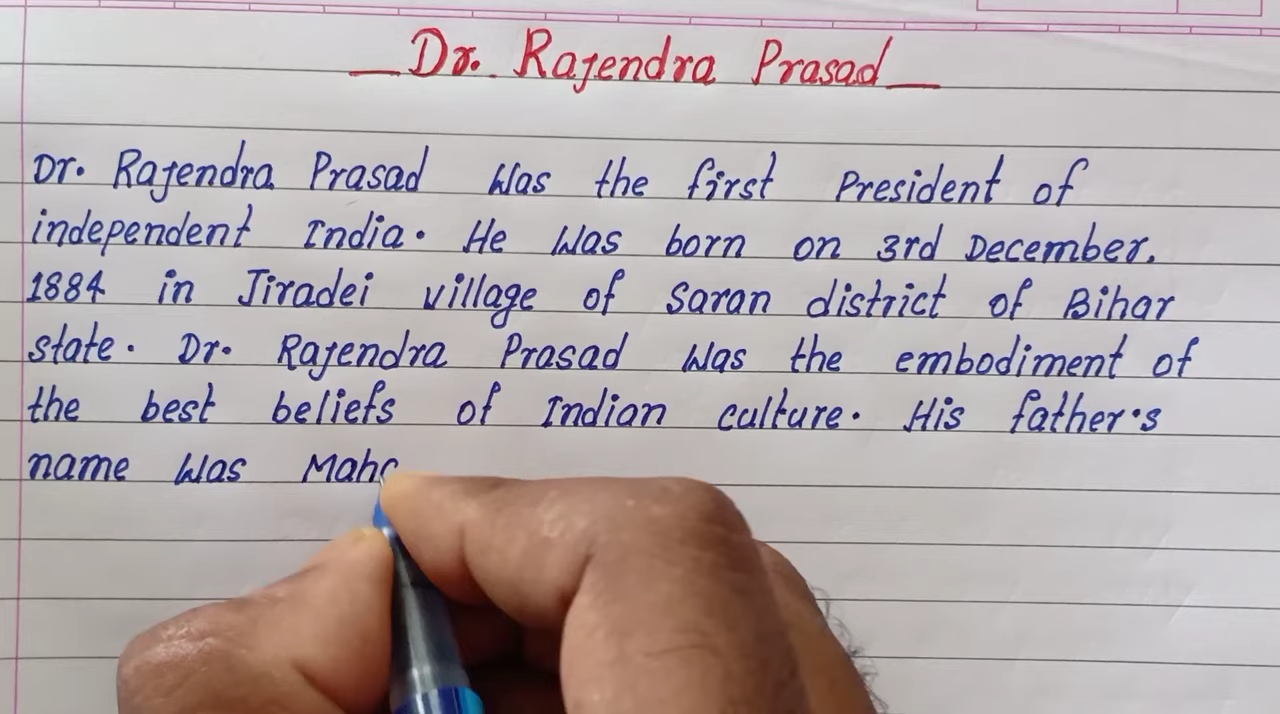 Dr. Rajendra Prasad
Dr. Rajendra Prasad was the first President of
independent India. He was born on 3rd December,
1884 in Jiradei village of Saran district of Bihar
state. Dr. Rajendra Prasad was the embodiment of
the best beliefs of Indian culture. His father's
name was